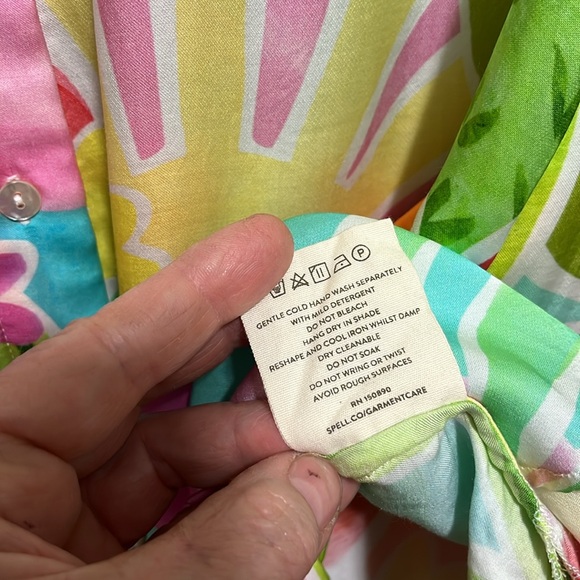 P
GENTLE COLD HAND WASH SEPARATELY
WITH MILD DETERGENT
DO NOT BLEACH
HANG DRY IN SHADE
RESHAPE AND COOL IRON WHILST DAMP
DRY CLEANABLE
DO NOT SOAK
DO NOT WRING OR TWIST
AVOID ROUGH SURFACES
RN 150890
SPELL.CO/GARMENTCARE